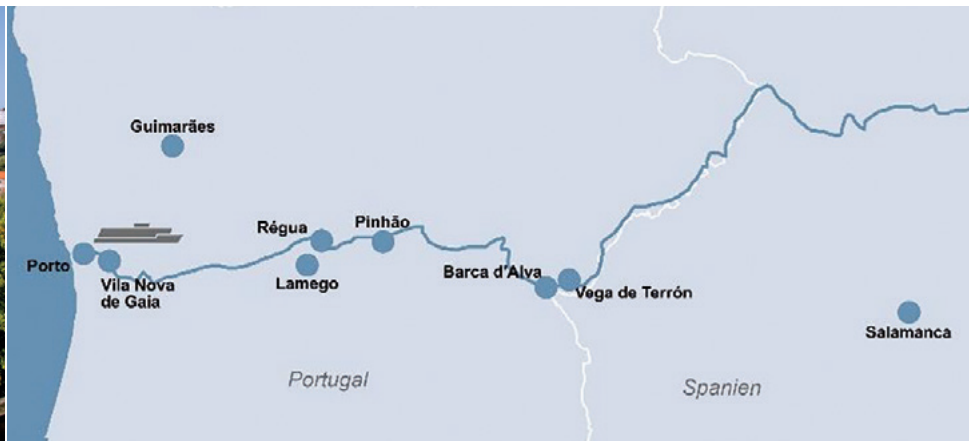 Guimarães
Régua
Pinhão
Porto
Vila Nova
de Gaia
Lamego
Barca d'Alva
Vega de Terrón
Salamanca
Portugal
Spanien